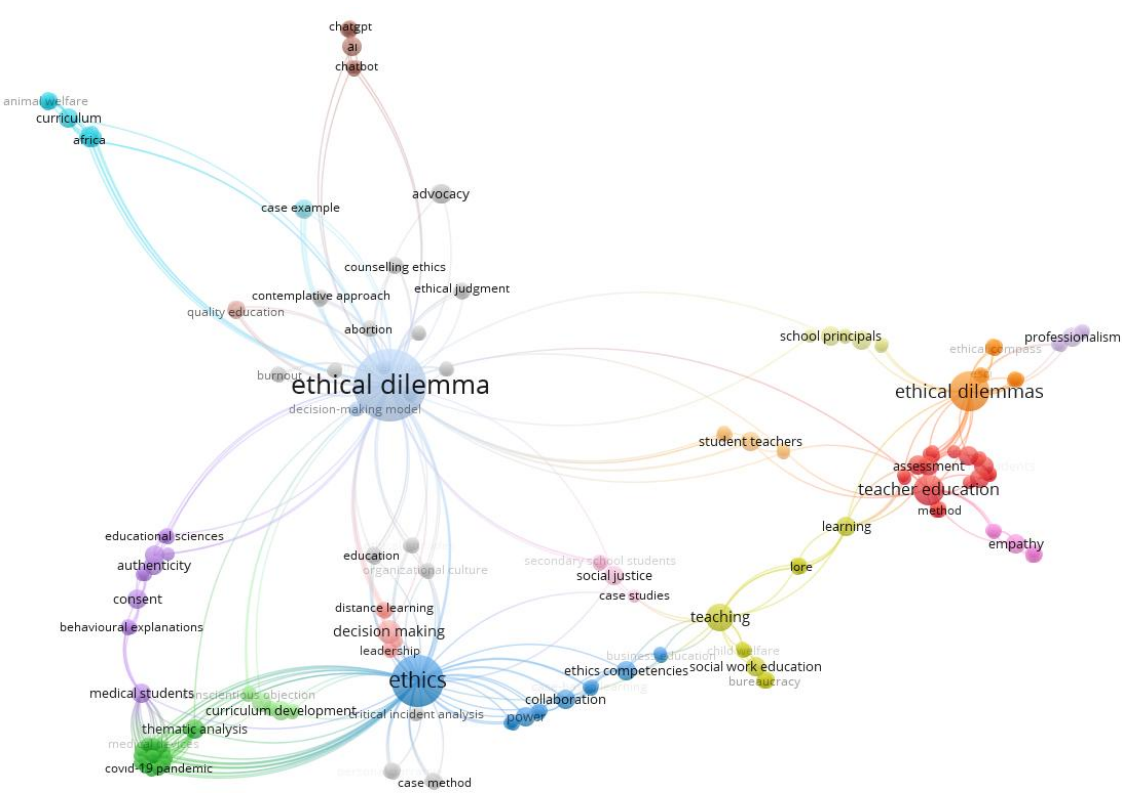 chatgpt
ai
chatbot
animal welfare
curriculum
africa
advocacy
case example
counselling ethics
ethical judgment
contemplative approach
quality education
abortion
school principals
professionalism
ethical compass
burnout
ethical dilemma
ethical dilemmas
decision-making model
student teachers
assessment
teacher education
method
learning
educational sciences
empathy
education
authenticity
organizational culture
secondary school students
lore
social justice
consent
case studies
distance learning
teaching
behavioural explanations
decision making
leadership
child welfare
business education
social work education
ethics competencies
ethics
bureaucracy
medical students
conscientious objection
collaboration
curriculum development
critical incident analysis
power
thematic analysis
medical devices
covid-19 pandemic
case method